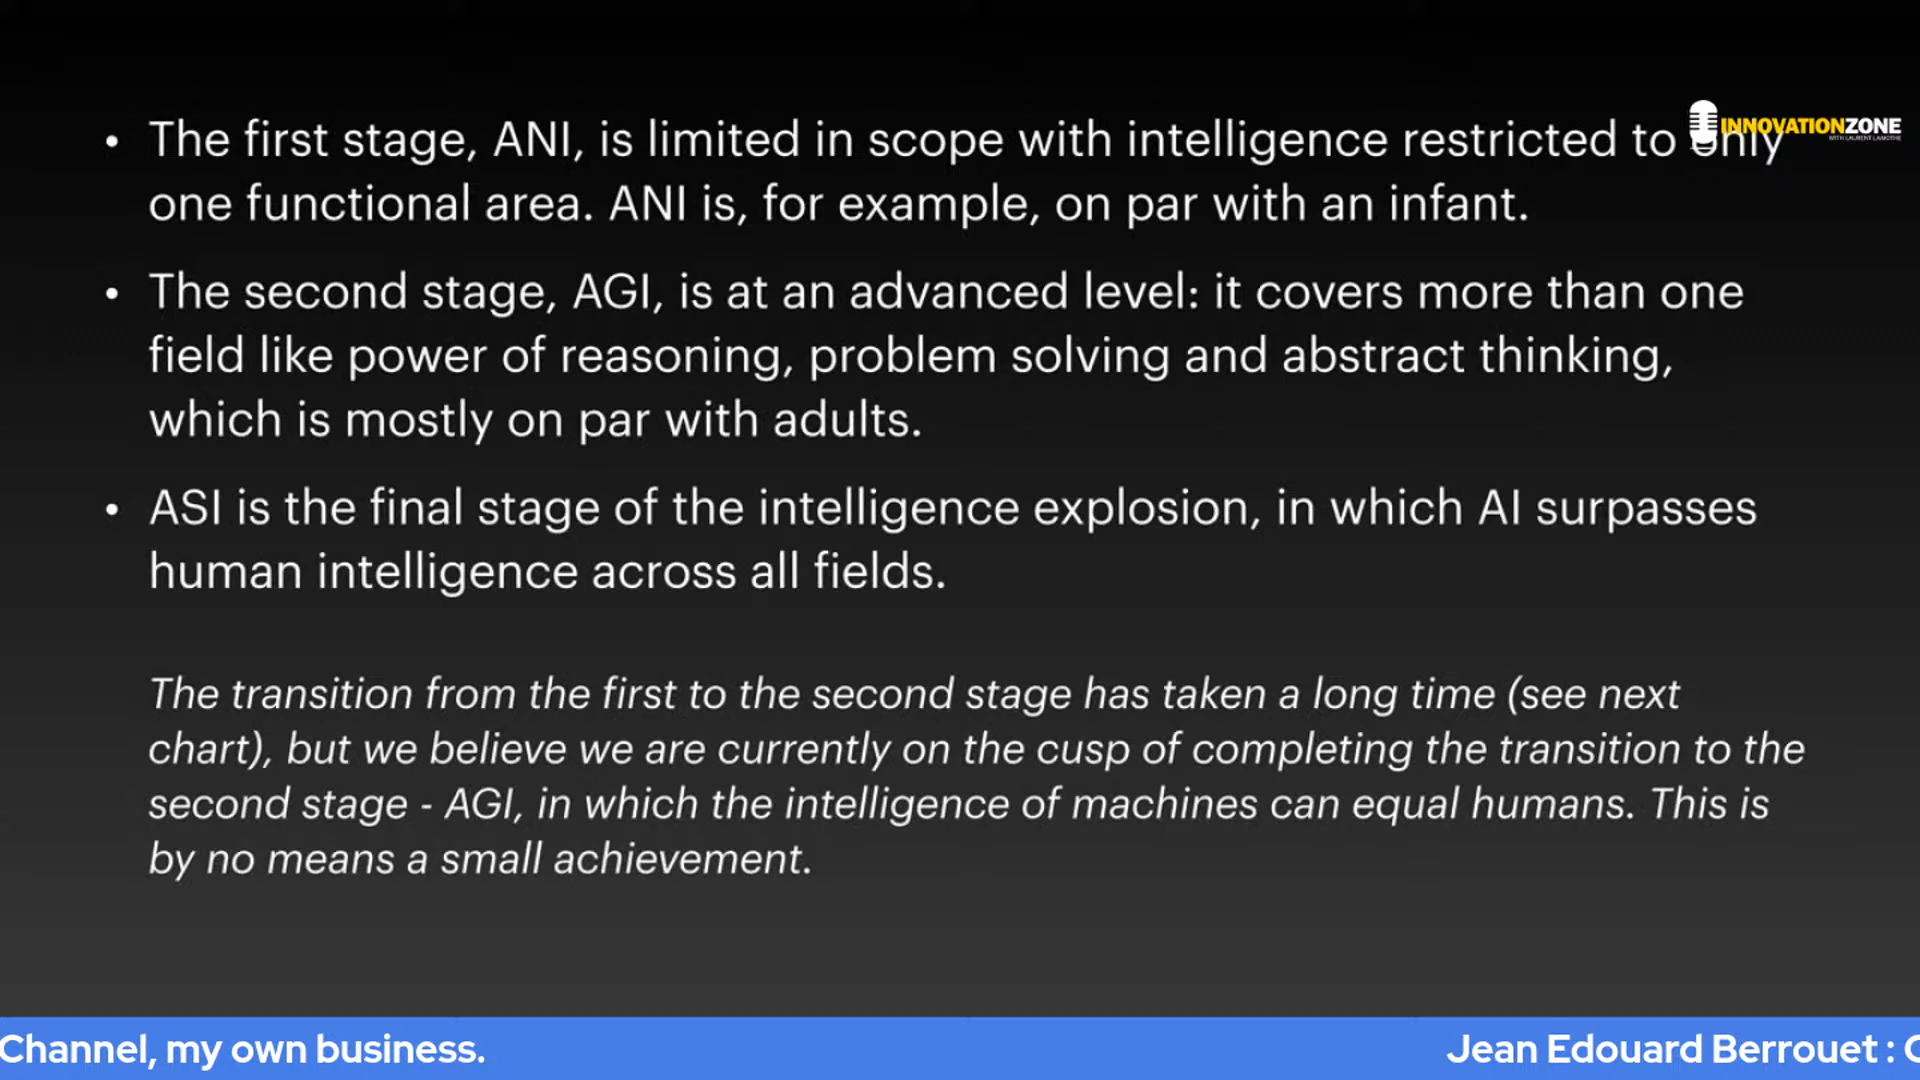 INNOVATIONZONE
WITH LAURENT LAMOTHE
• The first stage, ANI, is limited in scope with intelligence restricted to only
one functional area. ANI is, for example, on par with an infant.
• The second stage, AGI, is at an advanced level: it covers more than one
field like power of reasoning, problem solving and abstract thinking,
which is mostly on par with adults.
• ASI is the final stage of the intelligence explosion, in which AI surpasses
human intelligence across all fields.
The transition from the first to the second stage has taken a long time (see next
chart), but we believe we are currently on the cusp of completing the transition to the
second stage - AGI, in which the intelligence of machines can equal humans. This is
by no means a small achievement.
Channel, my own business. Jean Edouard Berrouet :